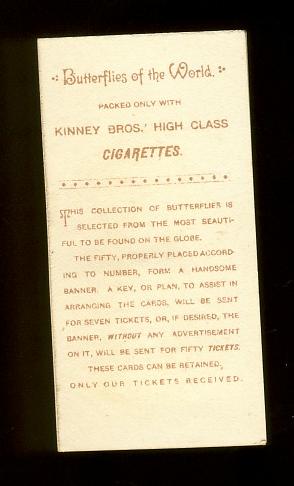 Butterflies of the World.
PACKED ONLY WITH
KINNEY BROS.' HIGH CLASS
CIGARETTES.
THIS COLLECTION OF BUTTERFLIES IS
SELECTED FROM THE MOST BEAUTI-
FUL TO BE FOUND ON THE GLOBE.
THE FIFTY, PROPERLY PLACED ACCORD-
ING TO NUMBER, FORM A HANDSOME
BANNER. A KEY, OR PLAN, TO ASSIST IN
ARRANGING THE CARDS, WILL BE SENT
FOR SEVEN TICKETS, OR, IF DESIRED, THE
BANNER, WITHOUT ANY ADVERTISEMENT
ON IT, WILL BE SENT FOR FIFTY TICKETS.
THESE CARDS CAN BE RETAINED,
ONLY OUR TICKETS RECEIVED.